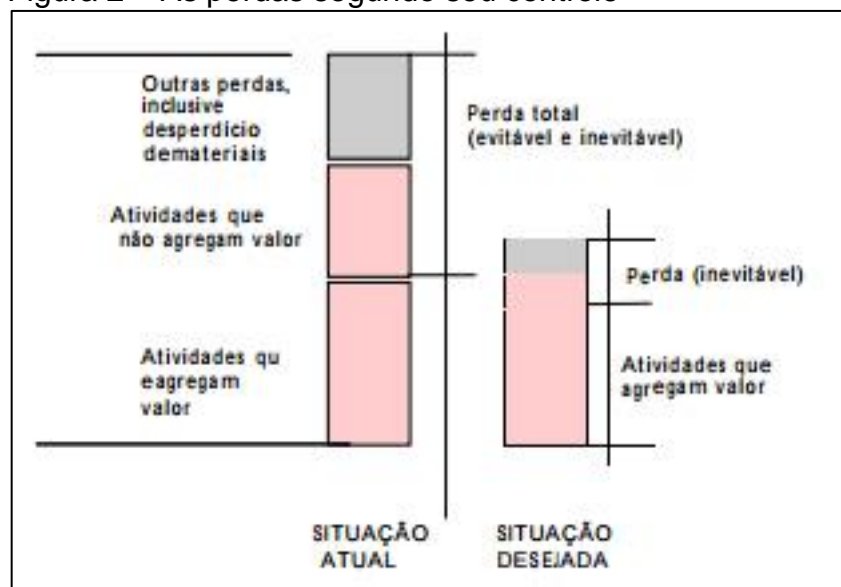 Figura 2 – As perdas segundo seu controle
Outras perdas,
inclusive
desperdício
demateriais
Perda total
(evitável e inevitável)
Atividades que
não agregam valor
Perda (inevitável)
Atividades qu
eagregam
valor
Atividades que
agregam valor
SITUAÇÃO
ATUAL
SITUAÇÃO
DESEJADA